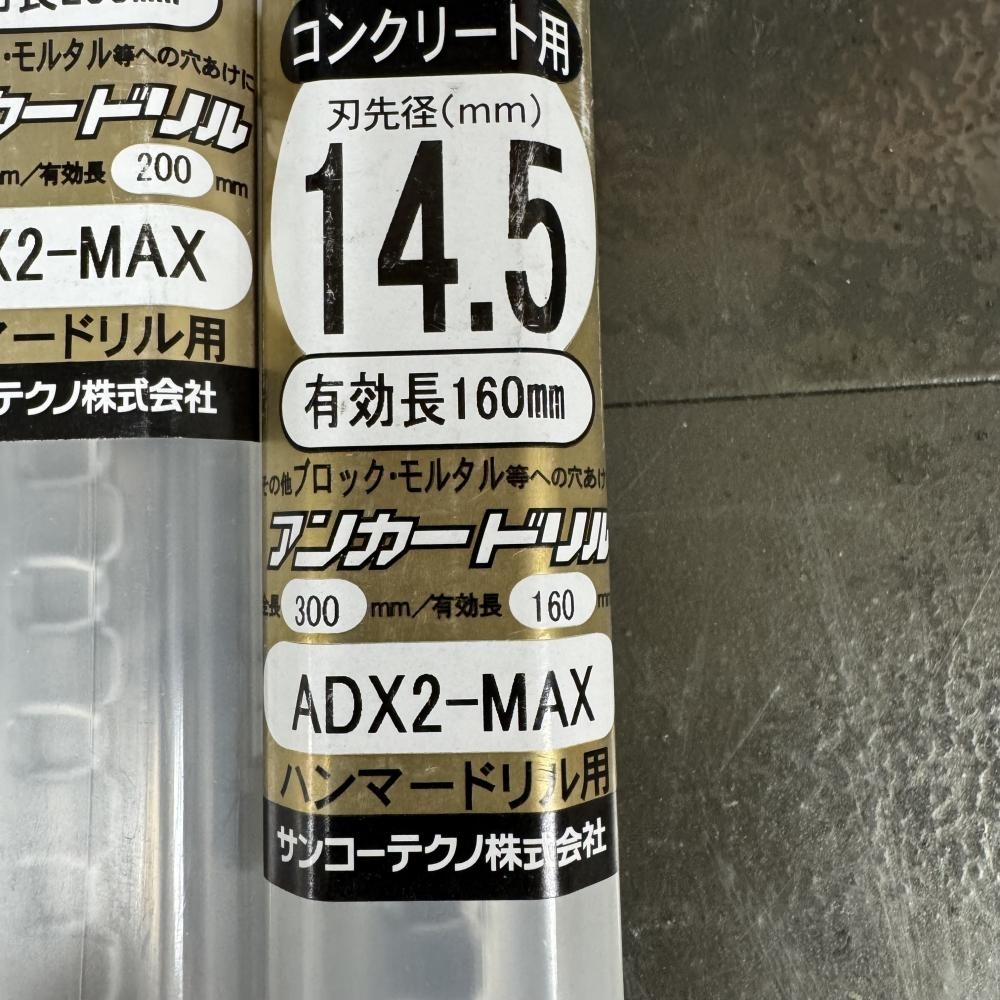 ・モルタル等への穴あけに
カードリル
mm／有効長 200 mm
X2-MAX
マードリル用
テクノ株式会社
コンクリート用
刃先径(mm)
14.5
有効長160mm
その他ブロック・モルタル等への穴あけ
アンカードリル
全長 300 mm／有効長 160 mm
ADX2-MAX
ハンマードリル用
サンコーテクノ株式会社